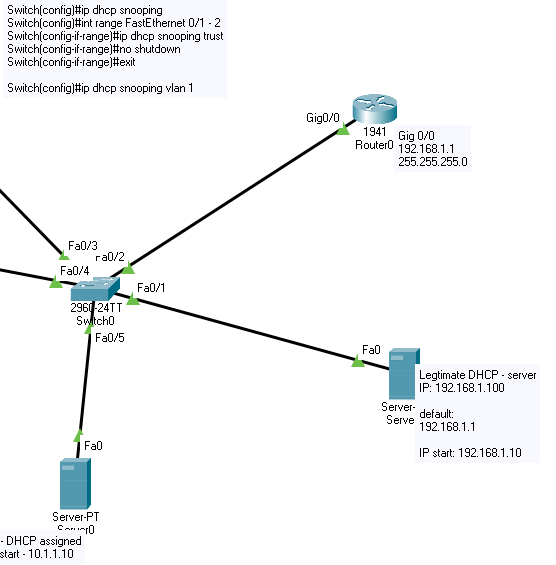 Switch(config)#ip dhcp snooping
Switch(config)#int range FastEthernet 0/1 - 2
Switch(config-if-range)#ip dhcp snooping trust
Switch(config-if-range)#no shutdown
Switch(config-if-range)#exit
Switch(config)#ip dhcp snooping vlan 1
Gig0/0
1941
Router0
Gig 0/0
192.168.1.1
255.255.255.0
Fa0/3
Fa0/4
a0/2
2960-24TT
Switch0
Fa0/1
Fa0/5
Fa0
Server-
Serve
Legtimate DHCP - server
IP: 192.168.1.100
default:
192.168.1.1
IP start: 192.168.1.10
Fa0
Server-PT
Server0
- DHCP assigned
start - 10.1.1.10